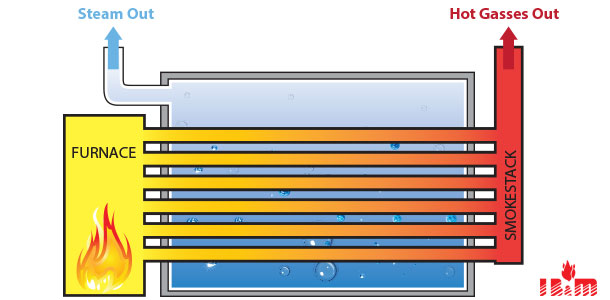 Steam Out
Hot Gasses Out
FURNACE
SMOKESTACK